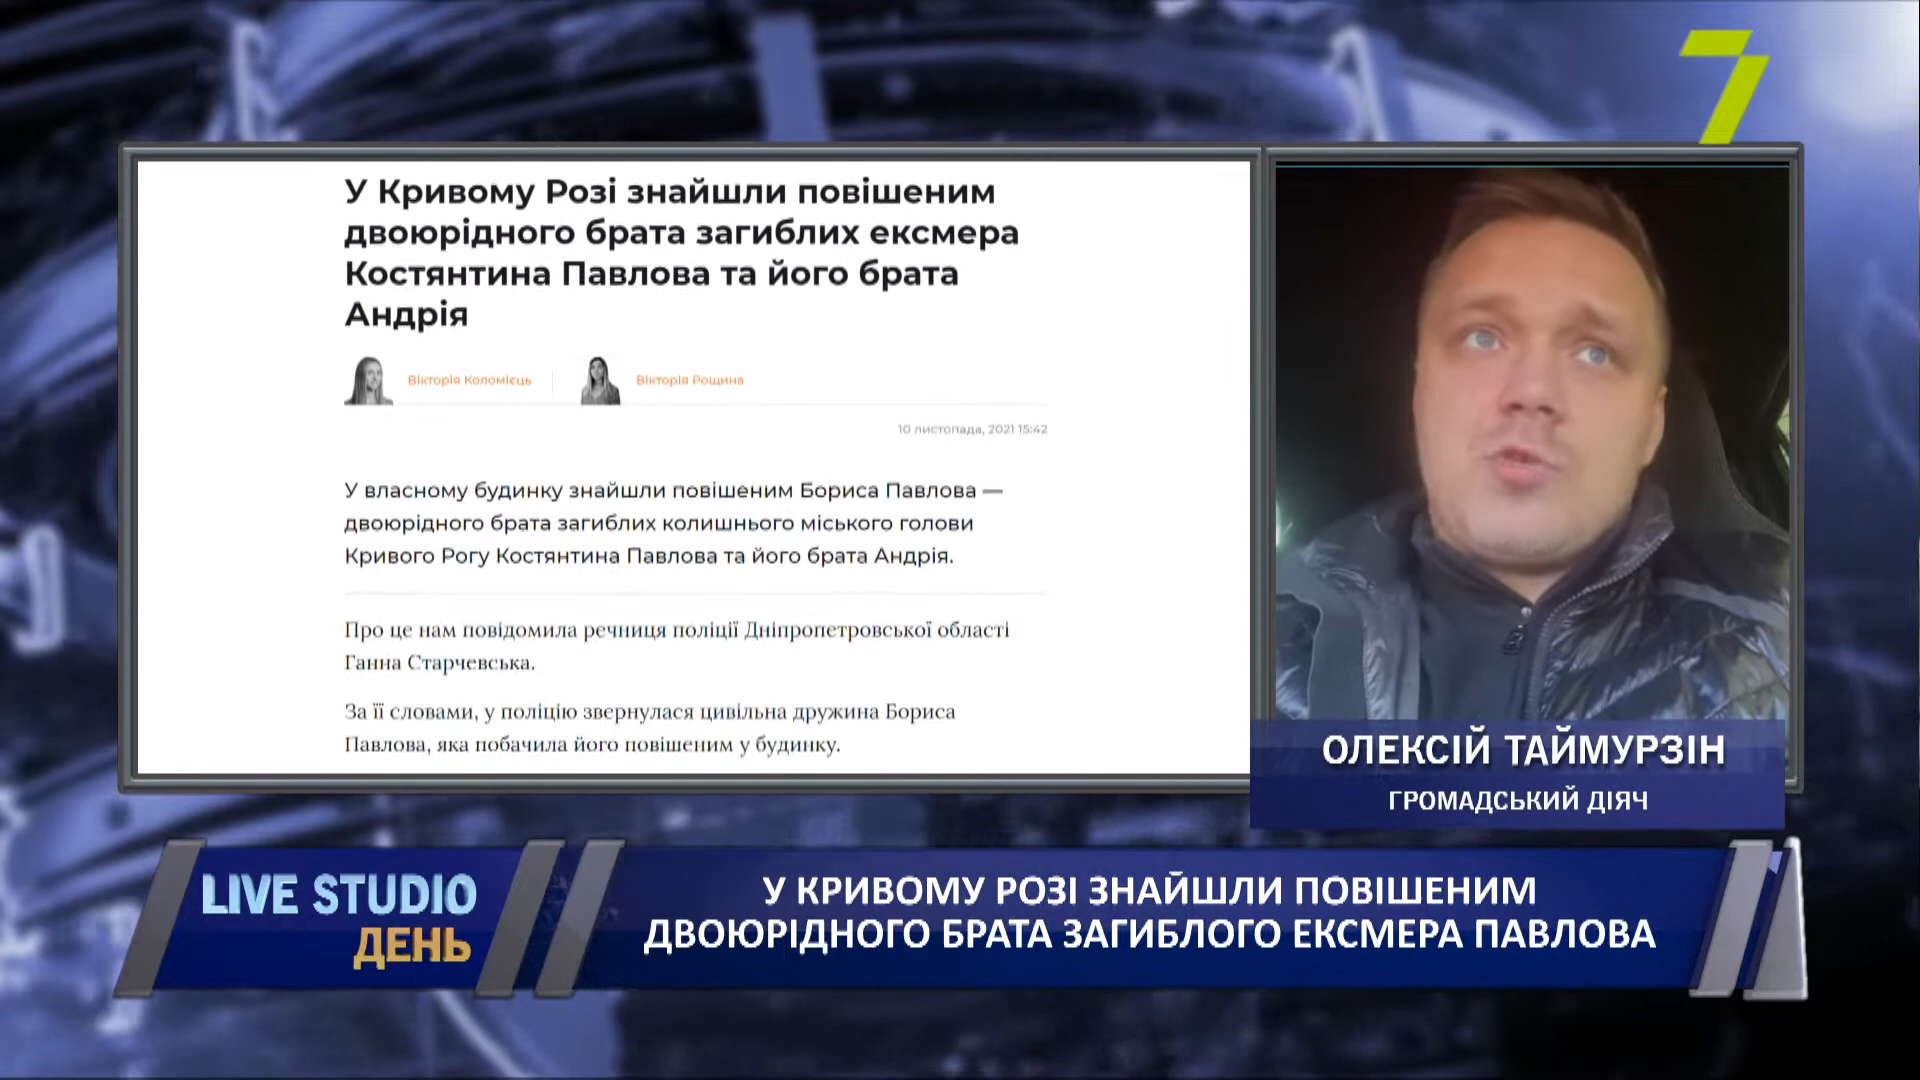 7
У Кривому Розі знайшли повішеним
двоюрідного брата загиблих ексмера
Костянтина Павлова та його брата
Андрія
Вікторія Коломієць
Вікторія Рощина
10 листопада, 2021 15:42
У власному будинку знайшли повішеним Бориса Павлова —
двоюрідного брата загиблих колишнього міського голови
Кривого Рогу Костянтина Павлова та його брата Андрія.
Про це нам повідомила речниця поліції Дніпропетровської області
Ганна Старчевська.
За її словами, у поліцію звернулася цивільна дружина Бориса
Павлова, яка побачила його повішеним у будинку.
ОЛЕКСІЙ ТАЙМУРЗІН
ГРОМАДСЬКИЙ ДІЯЧ
LIVE STUDIO
ДЕНЬ
У КРИВОМУ РОЗІ ЗНАЙШЛИ ПОВІШЕНИМ
ДВОЮРІДНОГО БРАТА ЗАГИБЛОГО ЕКСМЕРА ПАВЛОВА